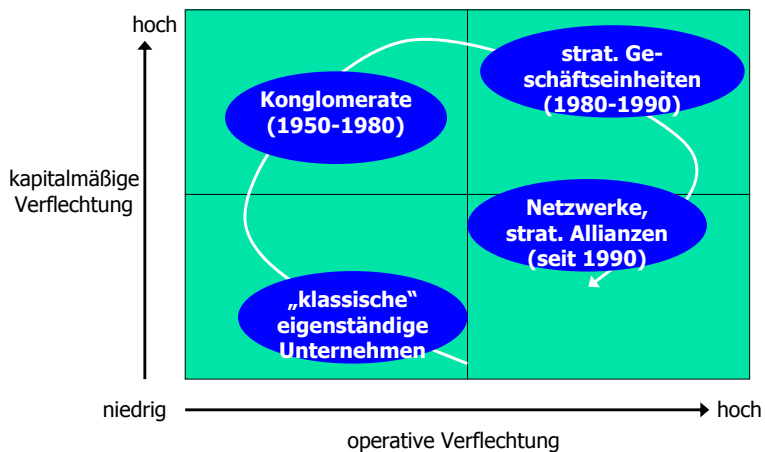 hoch
strat. Ge-
schäftseinheiten
(1980-1990)
Konglomerate
(1950-1980)
kapitalmäßige
Verflechtung
Netzwerke,
strat. Allianzen
(seit 1990)
„klassische“
eigenständige
Unternehmen
niedrig
hoch
operative Verflechtung